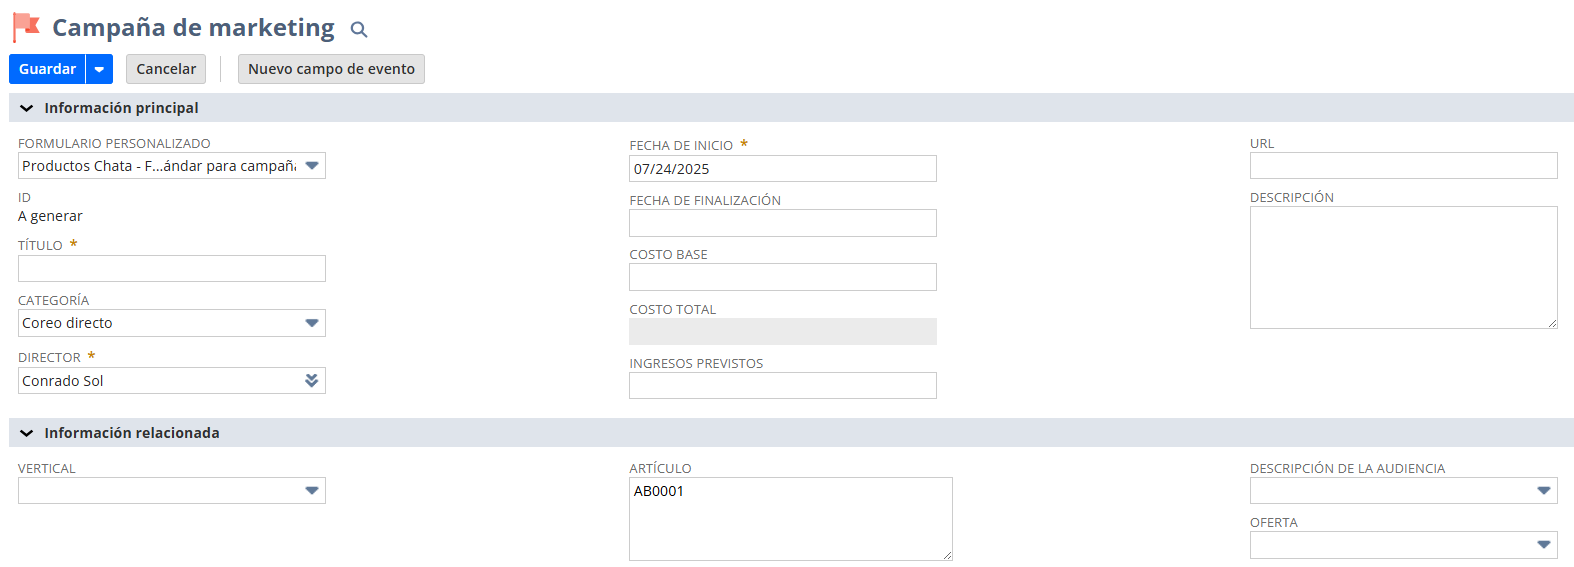 Campaña de marketing
Guardar
Cancelar
Nuevo campo de evento
Información principal
FORMULARIO PERSONALIZADO
Productos Chata - F...ándar para campaña
ID
A generar
TÍTULO *
CATEGORÍA
Coreo directo
DIRECTOR *
Conrado Sol
FECHA DE INICIO *
07/24/2025
FECHA DE FINALIZACIÓN
COSTO BASE
COSTO TOTAL
INGRESOS PREVISTOS
URL
DESCRIPCIÓN
Información relacionada
VERTICAL
ARTÍCULO
AB0001
DESCRIPCIÓN DE LA AUDIENCIA
OFERTA